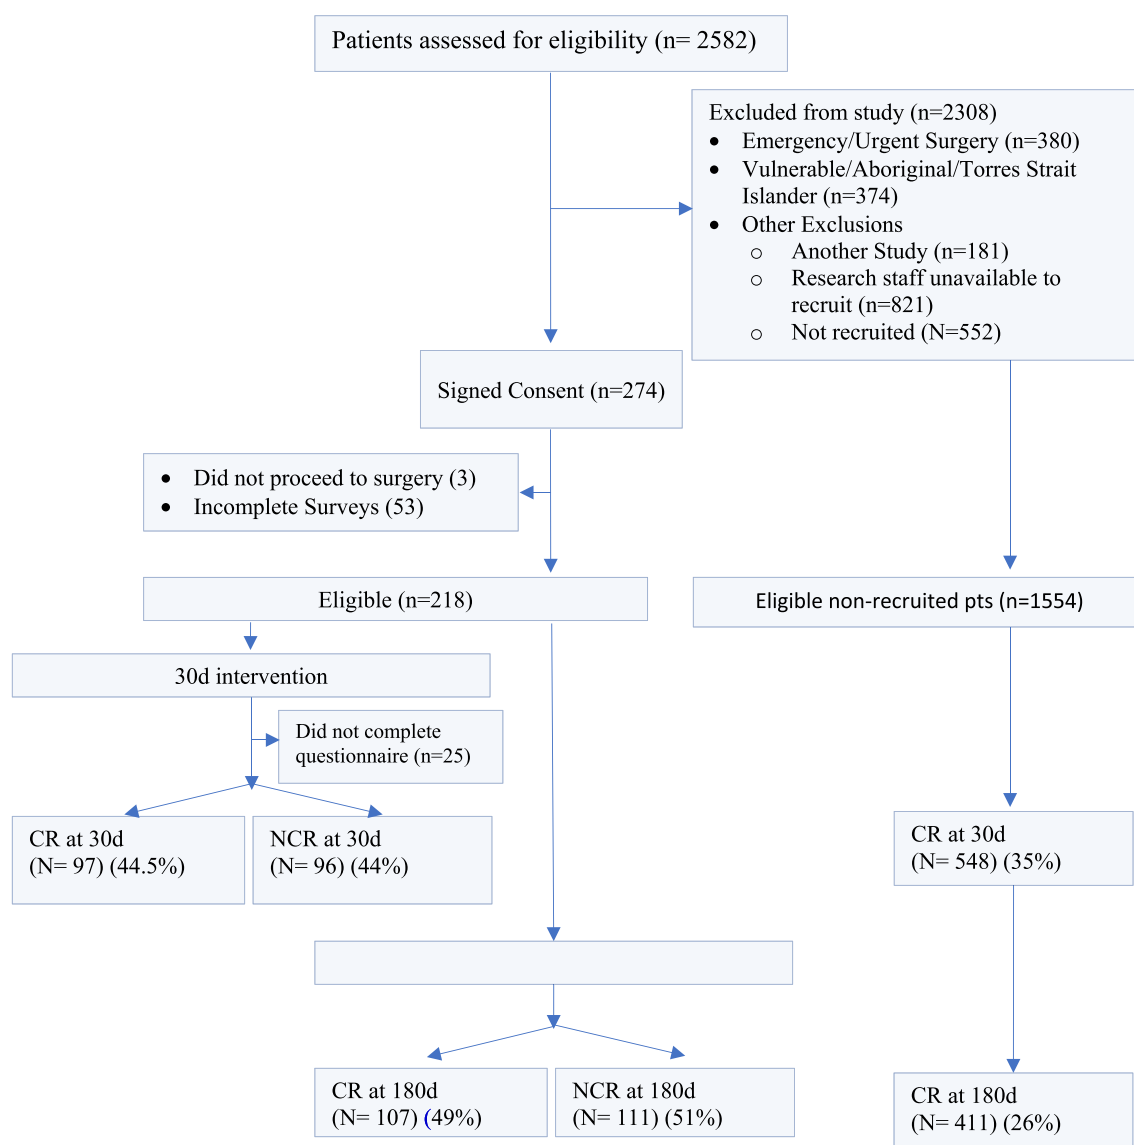 Patients assessed for eligibility (n= 2582)
Excluded from study (n=2308)
• Emergency/Urgent Surgery (n=380)
• Vulnerable/Aboriginal/Torres Strait
Islander (n=374)
• Other Exclusions
o Another Study (n=181)
o Research staff unavailable to
recruit (n=821)
o Not recruited (N=552)
Signed Consent (n=274)
• Did not proceed to surgery (3)
• Incomplete Surveys (53)
Eligible (n=218)
Eligible non-recruited pts (n=1554)
30d intervention
Did not complete
questionnaire (n=25)
CR at 30d
(N= 97) (44.5%)
NCR at 30d
(N= 96) (44%)
CR at 30d
(N= 548) (35%)
CR at 180d
(N= 107) (49%)
NCR at 180d
(N= 111) (51%)
CR at 180d
(N= 411) (26%)